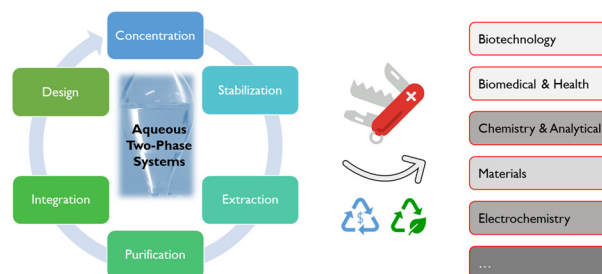 Concentration
Design
Stabilization
Aqueous
Two-Phase
Systems
Integration
Extraction
Purification
$
Biotechnology
Biomedical & Health
Chemistry & Analytical
Materials
Electrochemistry
...